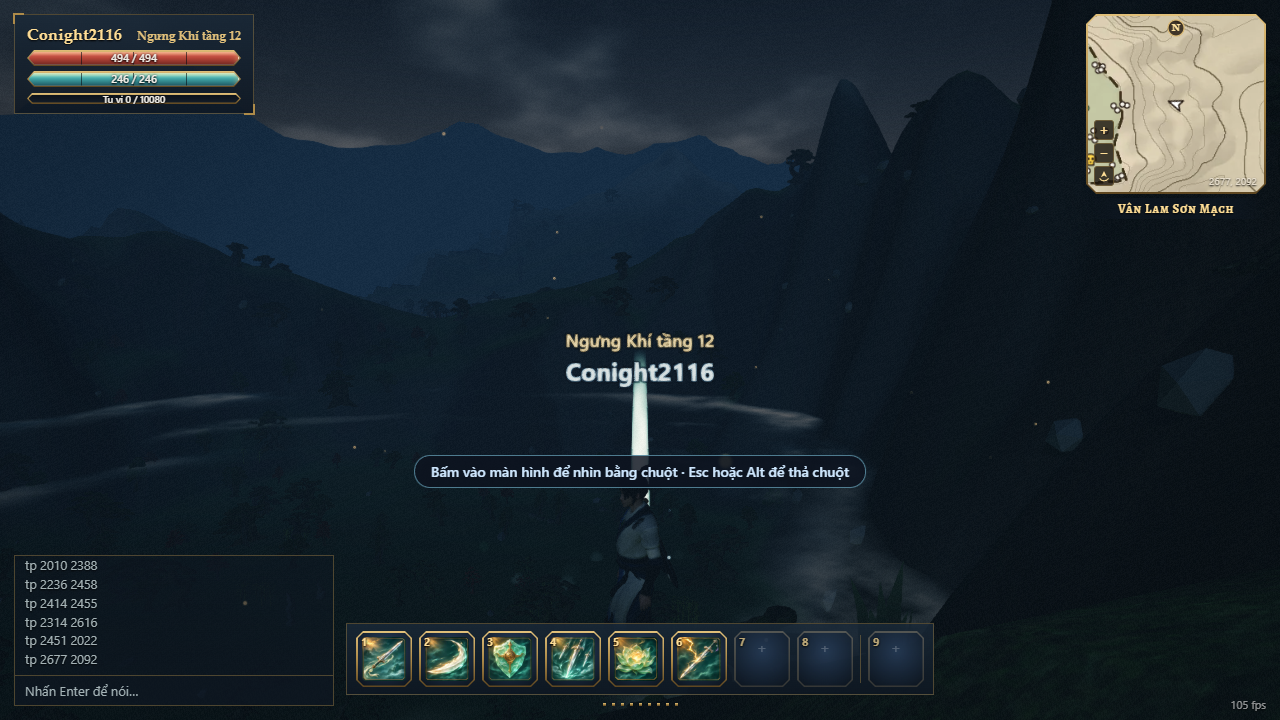 Conight2116 Ngưng Khí tầng 12
494 / 494
246 / 246
Tu vi 0 / 10080
N
+
−
2677, 2092
Vân Lam Sơn Mạch
Ngưng Khí tầng 12
Conight2116
Bấm vào màn hình để nhìn bằng chuột · Esc hoặc Alt để thả chuột
tp 2010 2388
tp 2236 2458
tp 2414 2455
tp 2314 2616
tp 2451 2022
tp 2677 2092
Nhấn Enter để nói...
1 2 3 4 5 6 7 8 9
+ + +
105 fps